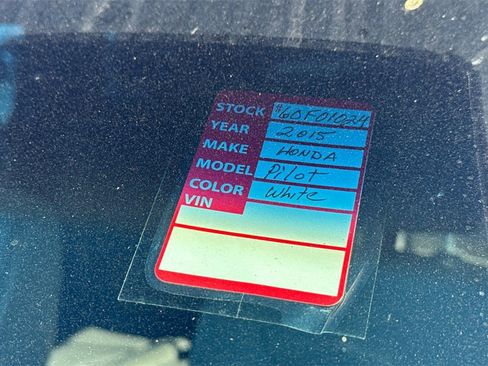 STOCK 160F01024
YEAR 2015
MAKE HONDA
MODEL Pilot
COLOR White
VIN